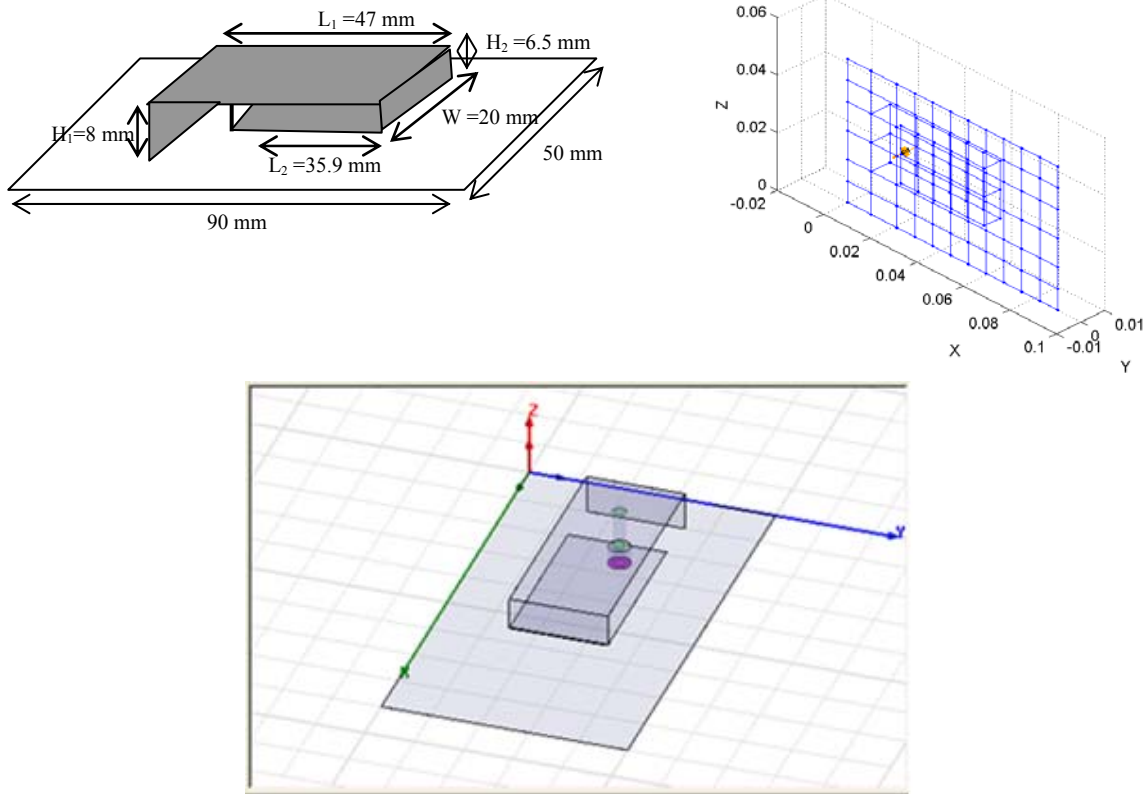 L₁ =47 mm
H₂ =6.5 mm
H₁=8 mm
W =20 mm
L₂ =35.9 mm
50 mm
90 mm
0.06
0.04
0.02
0
Z
-0.02
0
0.02
0.04
0.06
0.08
0.1
X
-0.01
0
0.01
Y
Z
Y
X